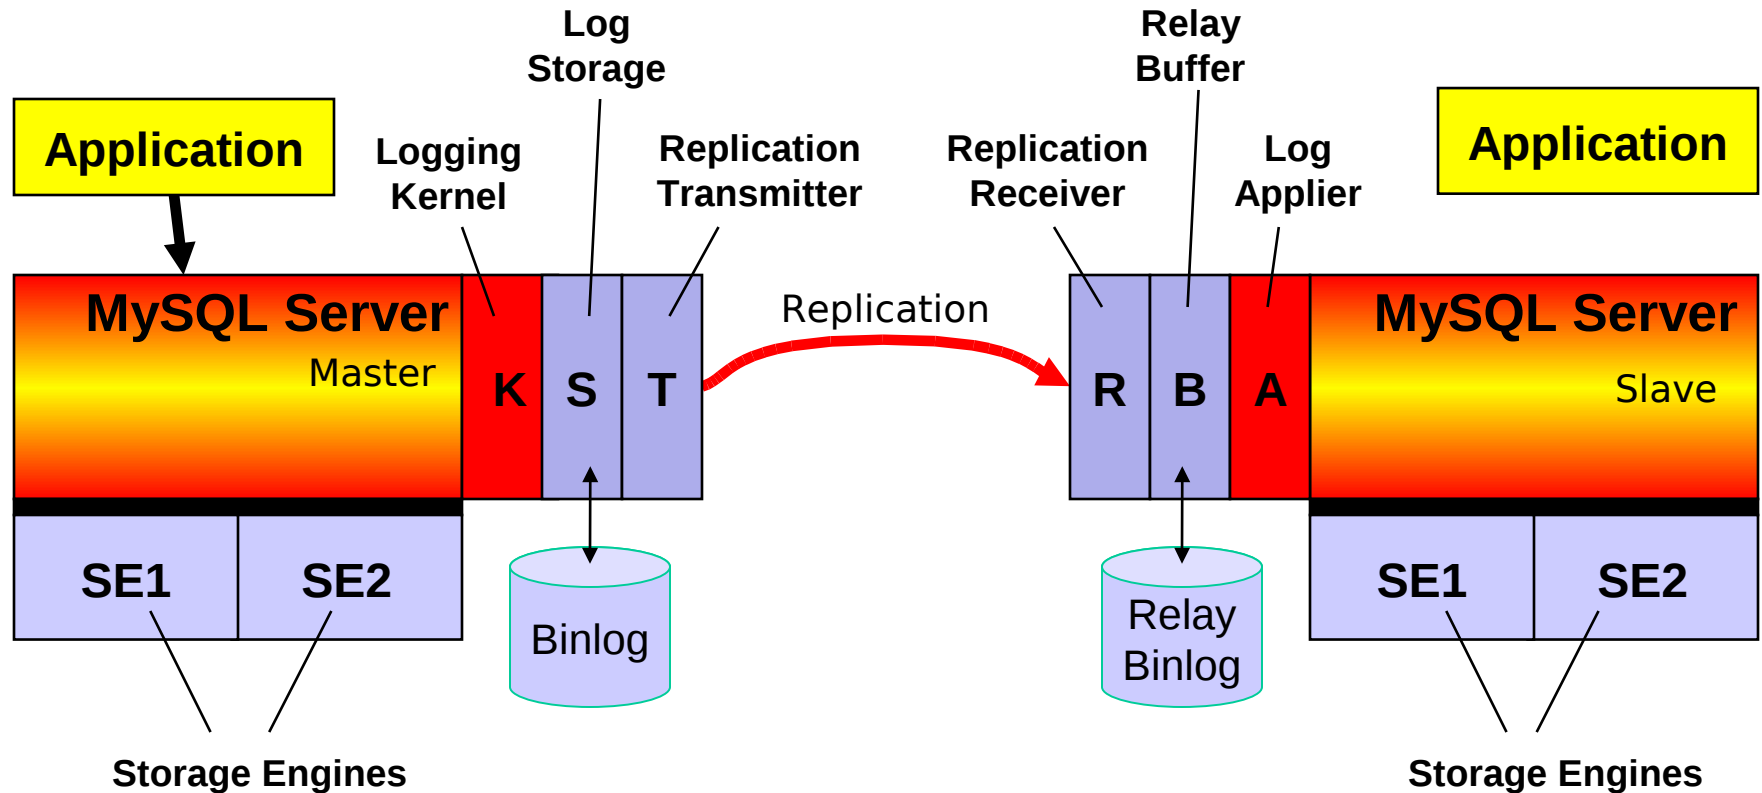 Log
Storage
Relay
Buffer
Application
Logging
Kernel
Replication
Transmitter
Replication
Receiver
Log
Applier
Application
MySQL Server
Master
K
S
T
Replication
R
B
A
MySQL Server
Slave
SE1
SE2
Binlog
Relay
Binlog
SE1
SE2
Storage Engines
Storage Engines